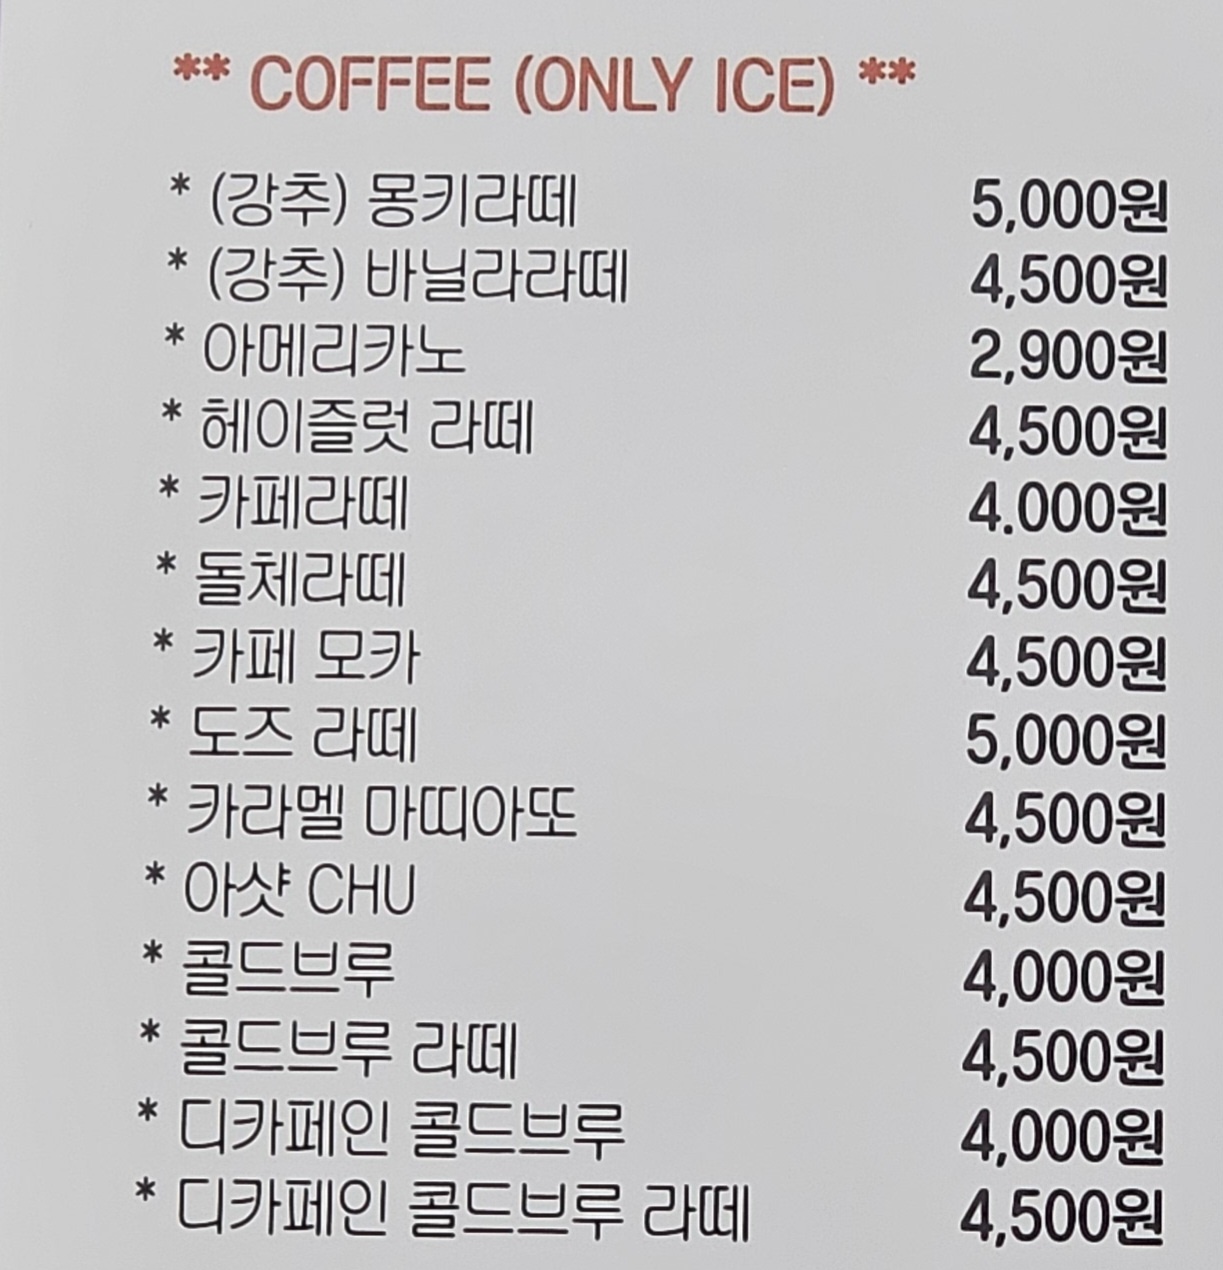 ** COFFEE (ONLY ICE) **
* (강추) 몽키라떼 5,000원
* (강추) 바닐라라떼 4,500원
* 아메리카노 2,900원
* 헤이즐럿 라떼 4,500원
* 카페라떼 4.000원
* 돌체라떼 4,500원
* 카페 모카 4,500원
* 도즈 라떼 5,000원
* 카라멜 마띠아또 4,500원
* 아샷 CHU 4,500원
* 콜드브루 4,000원
* 콜드브루 라떼 4,500원
* 디카페인 콜드브루 4,000원
* 디카페인 콜드브루 라떼 4,500원